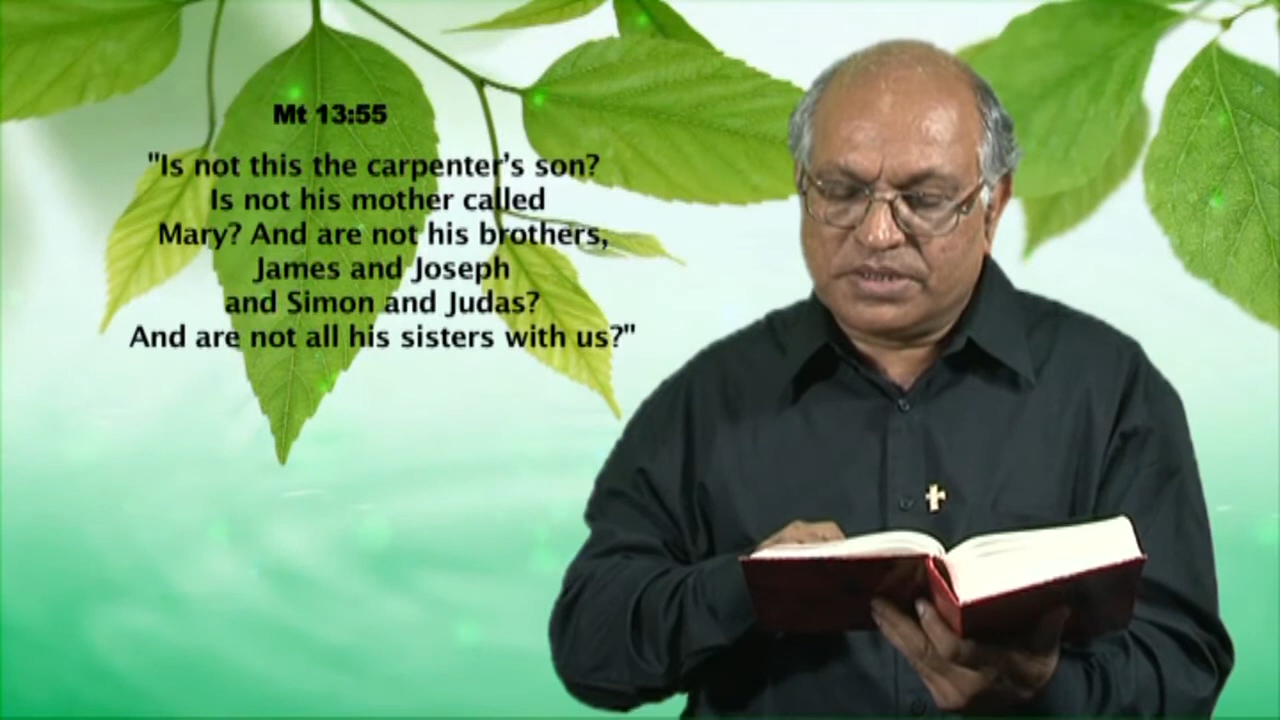 Mt 13:55
"Is not this the carpenter's son?
Is not his mother called
Mary? And are not his brothers,
James and Joseph
and Simon and Judas?
And are not all his sisters with us?"